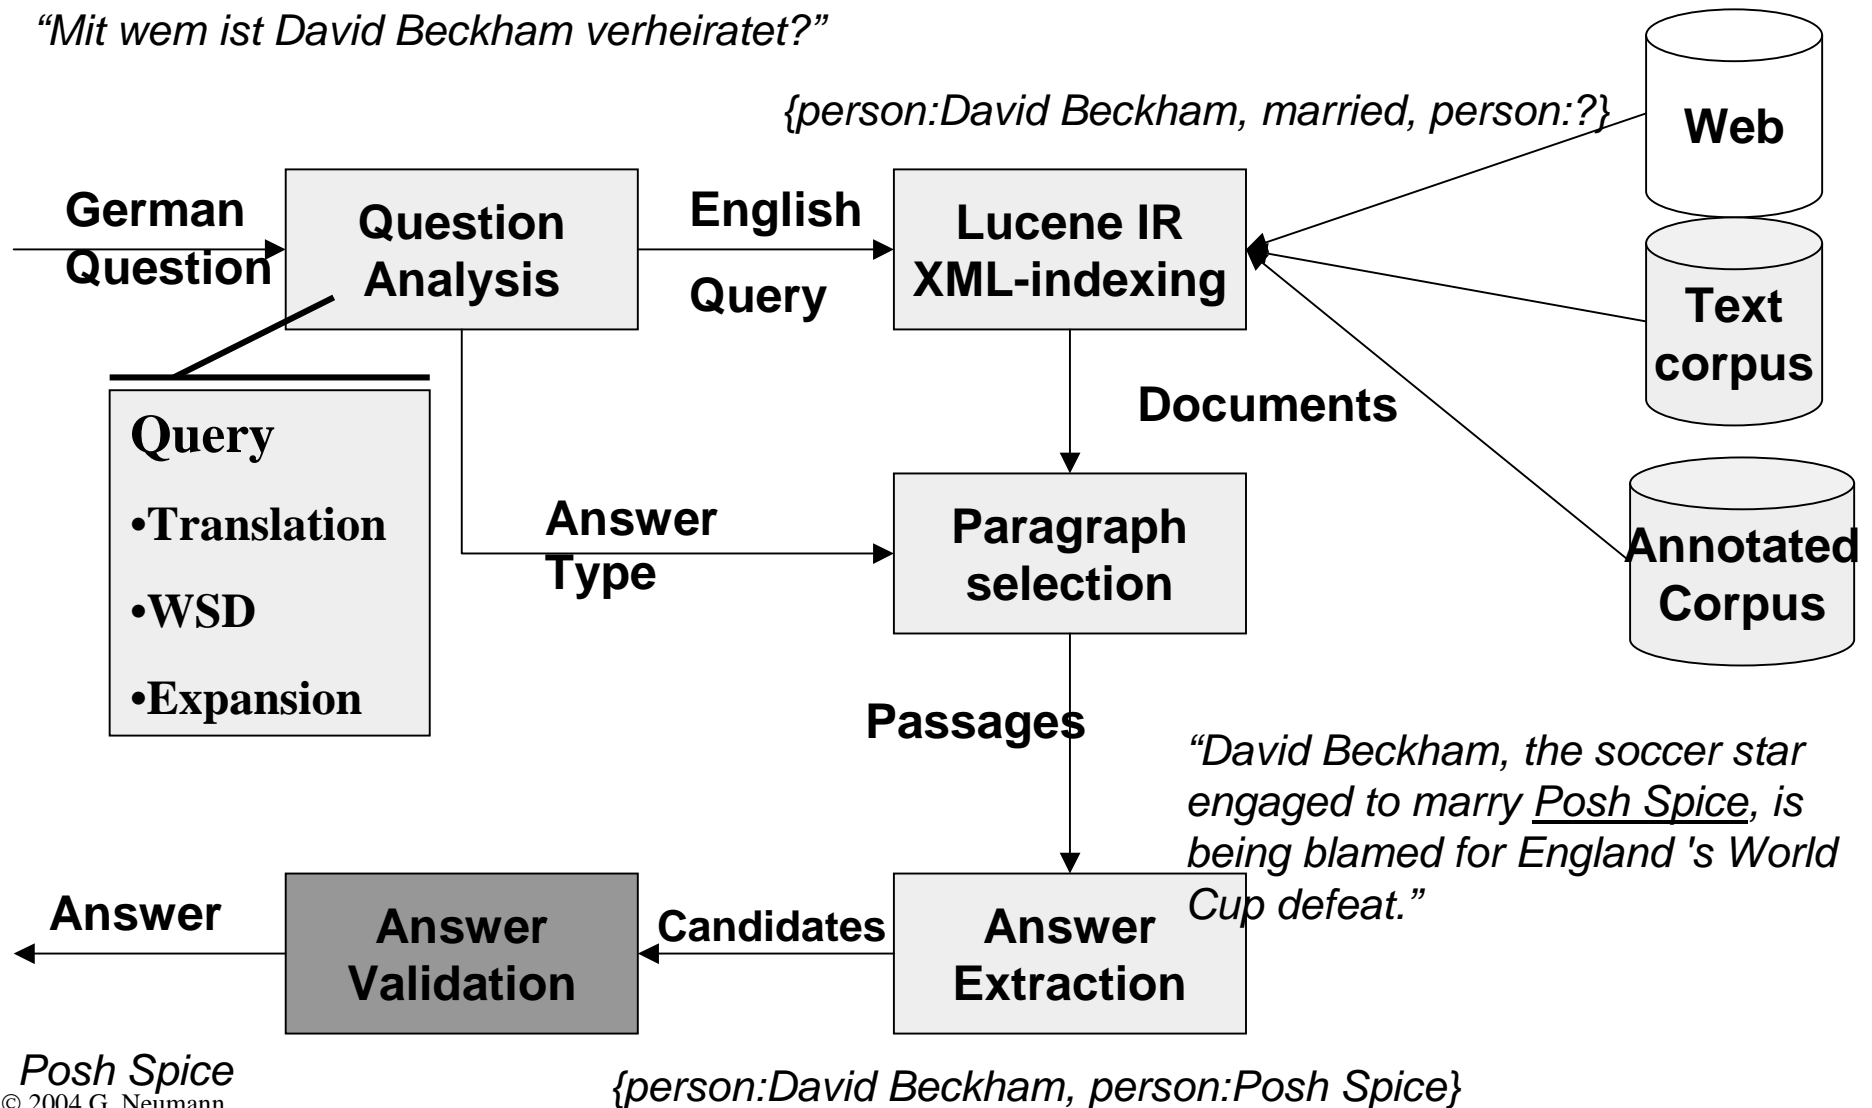 “Mit wem ist David Beckham verheiratet?”
{person:David Beckham, married, person:?}
Web
German
Question
Question
Analysis
English
Query
Lucene IR
XML-indexing
Text
corpus
Documents
Query
•Translation
•WSD
•Expansion
Answer
Type
Paragraph
selection
Annotated
Corpus
Passages
“David Beckham, the soccer star
engaged to marry Posh Spice, is
being blamed for England 's World
Cup defeat.”
Answer
Answer
Validation
Candidates
Answer
Extraction
Posh Spice
{person:David Beckham, person:Posh Spice}
© 2004 G. Neumann